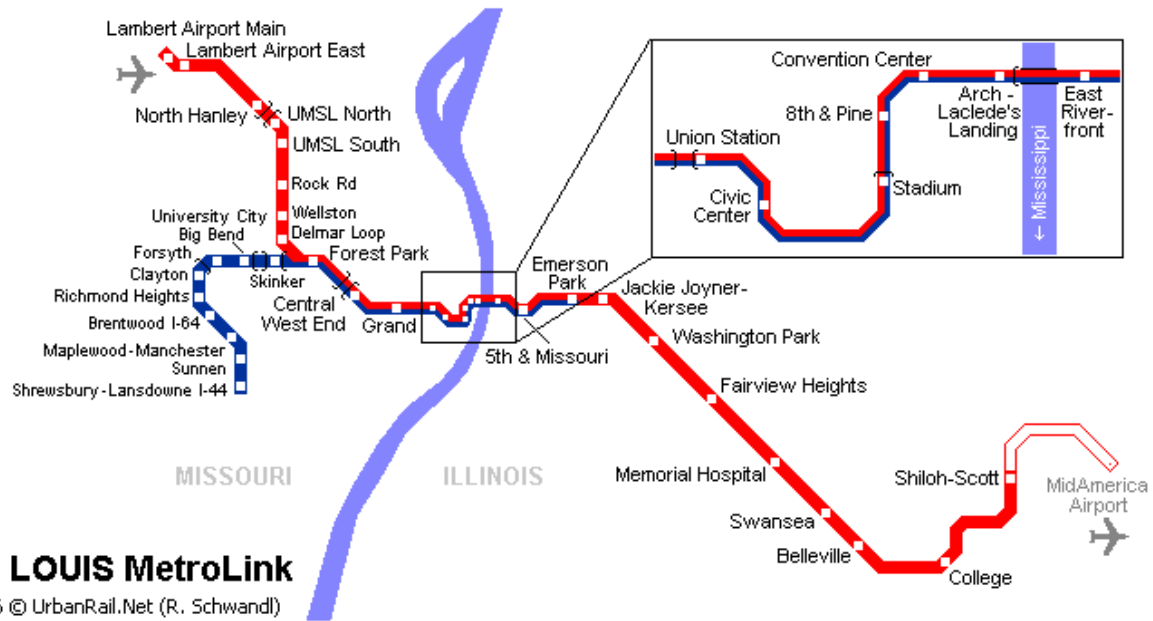 Lambert Airport Main
Lambert Airport East
North Hanley
UMSL North
UMSL South
Rock Rd
Wellston
Delmar Loop
University City
Big Bend
Forsyth
Skinker
Forest Park
Clayton
Richmond Heights
Brentwood I-64
Maplewood-Manchester
Sunnen
Shrewsbury-Lansdowne I-44
Central
West End
Grand
Convention Center
8th & Pine
Arch -
Laclede's
Landing
East
River-
front
Union Station
Civic
Center
Stadium
← Mississippi
Emerson
Park
Jackie Joyner-
Kersee
5th & Missouri
Washington Park
Fairview Heights
Memorial Hospital
Swansea
Belleville
College
Shiloh-Scott
MidAmerica
Airport
MISSOURI
ILLINOIS
LOUIS MetroLink
© UrbanRail.Net (R. Schwandl)